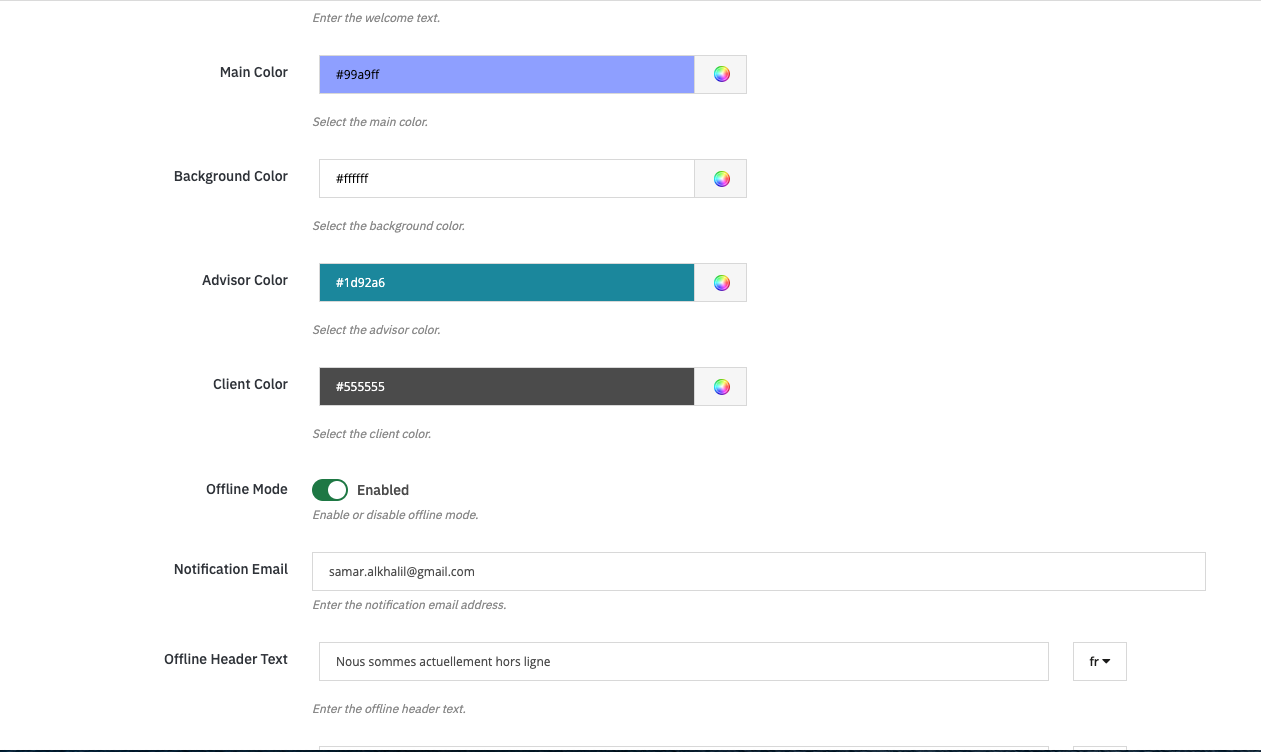 Enter the welcome text.
Main Color
#99a9ff
Select the main color.
Background Color
#ffffff
Select the background color.
Advisor Color
#1d92a6
Select the advisor color.
Client Color
#555555
Select the client color.
Offline Mode
Enabled
Enable or disable offline mode.
Notification Email
samar.alkhalil@gmail.com
Enter the notification email address.
Offline Header Text
Nous sommes actuellement hors ligne
fr
Enter the offline header text.